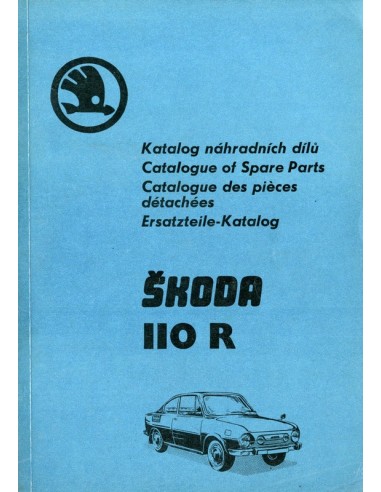 Katalog náhradních dílů
Catalogue of Spare Parts
Catalogue des pièces
détachées
Ersatzteile-Katalog
ŠKODA
110 R